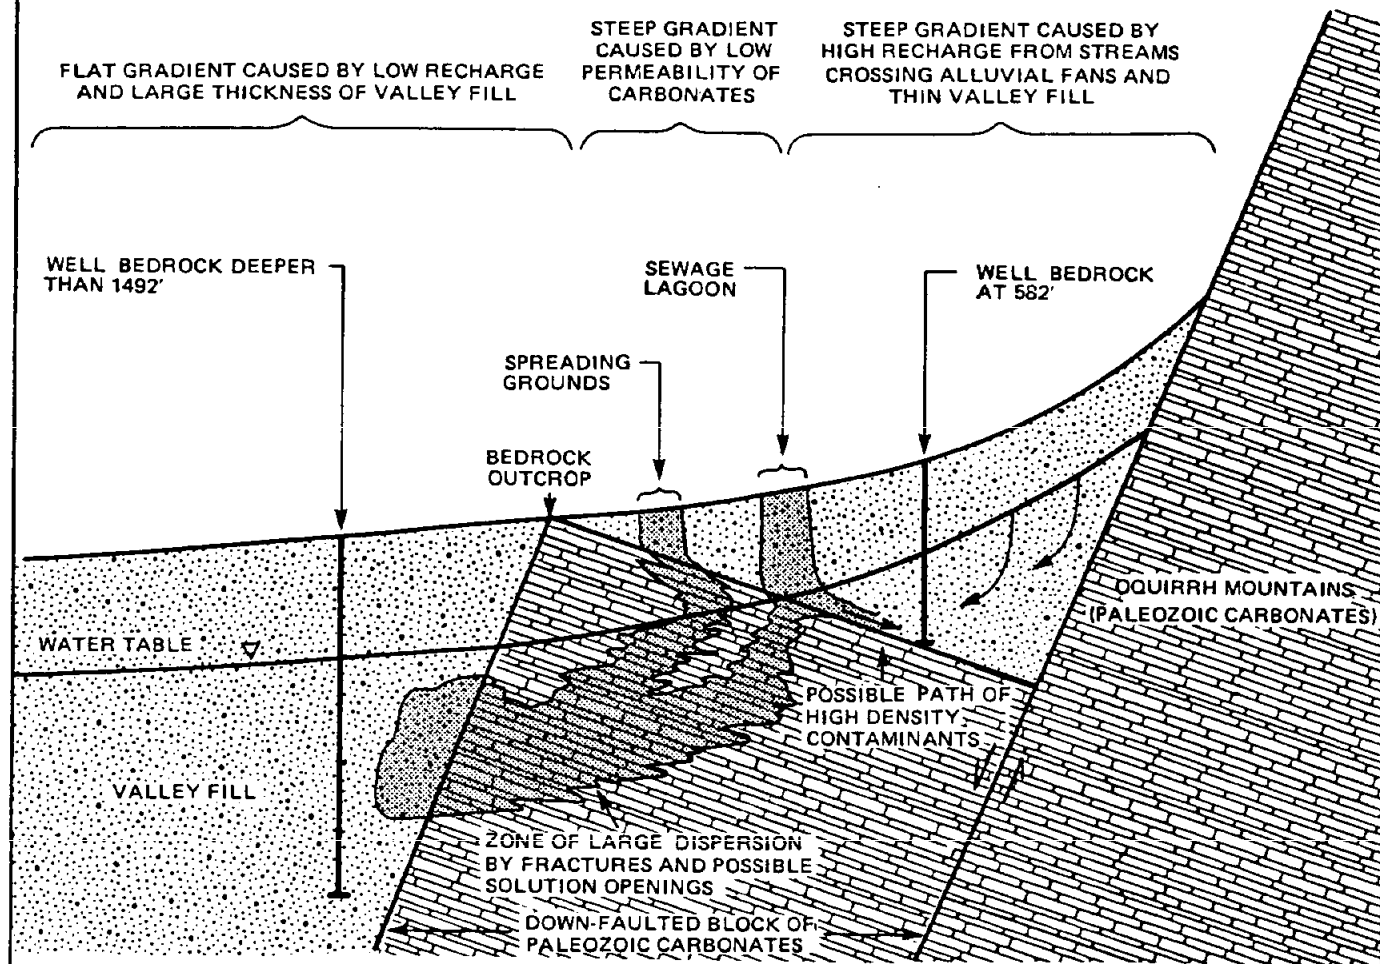 FLAT GRADIENT CAUSED BY LOW RECHARGE
AND LARGE THICKNESS OF VALLEY FILL
STEEP GRADIENT
CAUSED BY LOW
PERMEABILITY OF
CARBONATES
STEEP GRADIENT CAUSED BY
HIGH RECHARGE FROM STREAMS
CROSSING ALLUVIAL FANS AND
THIN VALLEY FILL
WELL BEDROCK DEEPER
THAN 1492'
SEWAGE
LAGOON
WELL BEDROCK
AT 582'
SPREADING
GROUNDS
BEDROCK
OUTCROP
OQUIRRH MOUNTAINS
(PALEOZOIC CARBONATES)
WATER TABLE
POSSIBLE PATH OF
HIGH DENSITY
CONTAMINANTS
VALLEY FILL
ZONE OF LARGE DISPERSION
BY FRACTURES AND POSSIBLE
SOLUTION OPENINGS
DOWN-FAULTED BLOCK OF
PALEOZOIC CARBONATES